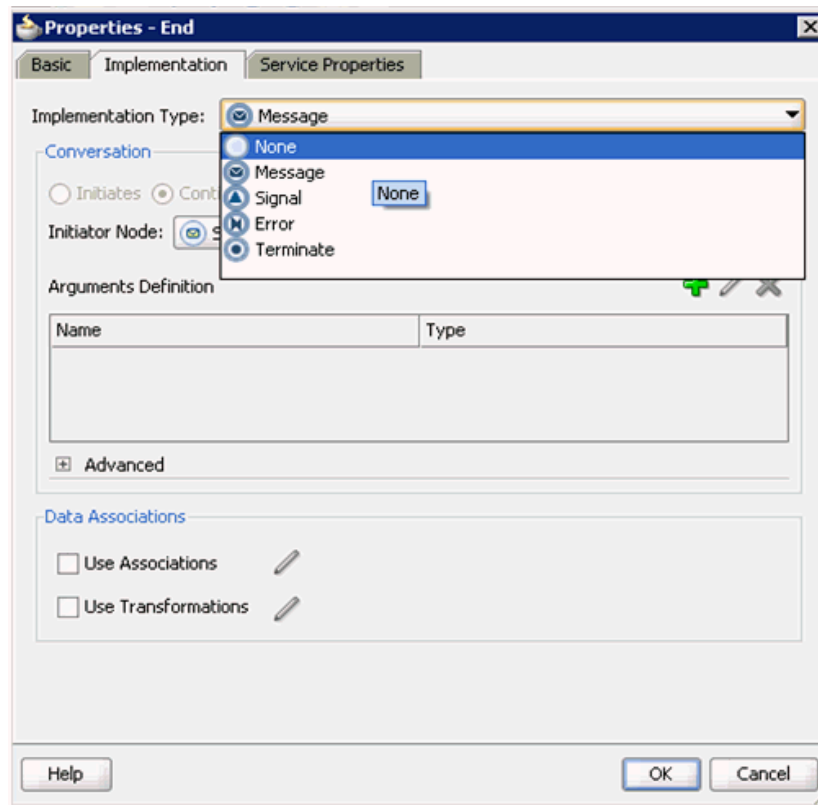 Properties - End
Basic Implementation Service Properties
Implementation Type: Message
None
Conversation
Message
Initiates
Signal
None
Error
Initiator Node:
Terminate
Arguments Definition
Name Type
Advanced
Data Associations
Use Associations
Use Transformations
Help OK Cancel